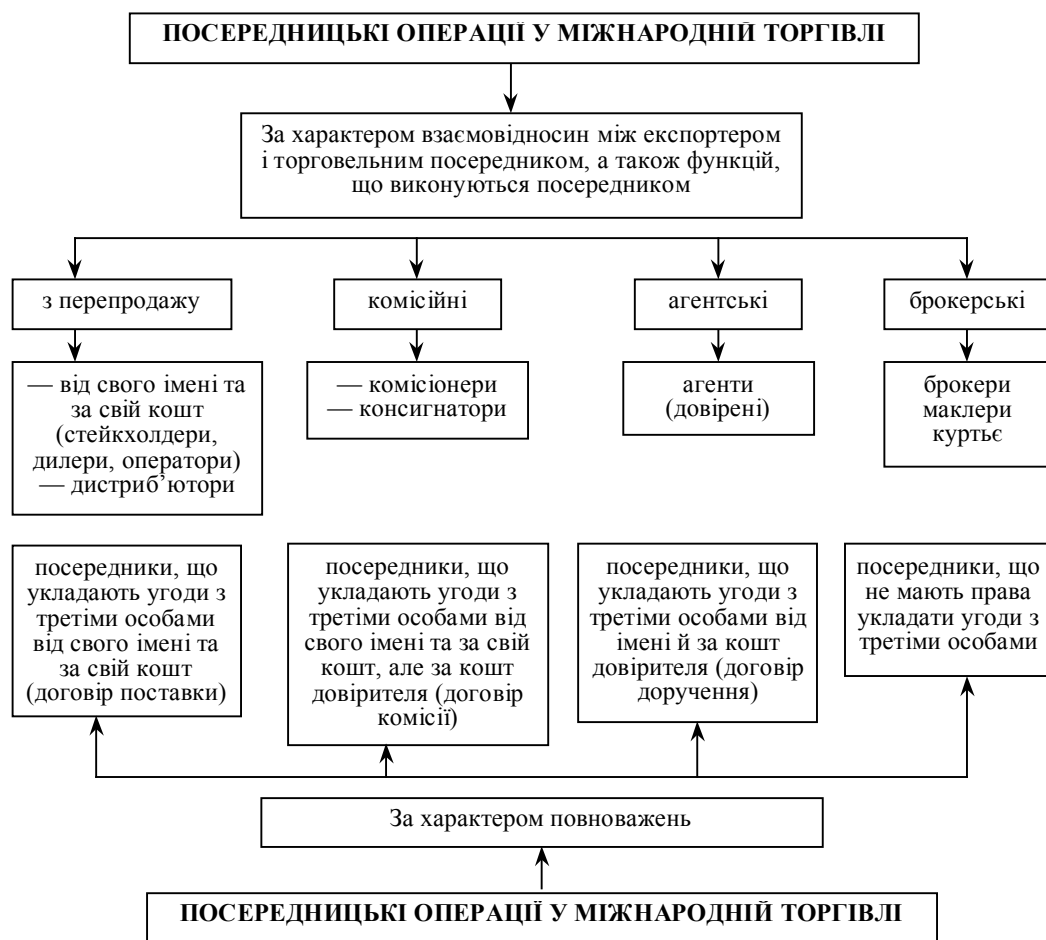 ПОСЕРЕДНИЦЬКІ ОПЕРАЦІЇ У МІЖНАРОДНІЙ ТОРГІВЛІ
За характером взаємовідносин між експортером
і торговельним посередником, а також функцій,
що виконуються посередником
з перепродажу
комісійні
агентські
брокерські
— від свого імені та
за свій кошт
(стейкхолдери,
дилери, оператори)
— дистриб’ютори
— комісіонери
— консигнатори
агенти
(довірені)
брокери
маклери
куртьє
посередники, що
укладають угоди з
третіми особами
від свого імені та
за свій кошт
(договір поставки)
посередники, що
укладають угоди з
третіми особами від
свого імені та за свій
кошт, але за кошт
довірителя (договір
комісії)
посередники, що
укладають угоди з
третіми особами від
імені й за кошт
довірителя (договір
доручення)
посередники, що
не мають права
укладати угоди з
третіми особами
За характером повноважень
ПОСЕРЕДНИЦЬКІ ОПЕРАЦІЇ У МІЖНАРОДНІЙ ТОРГІВЛІ